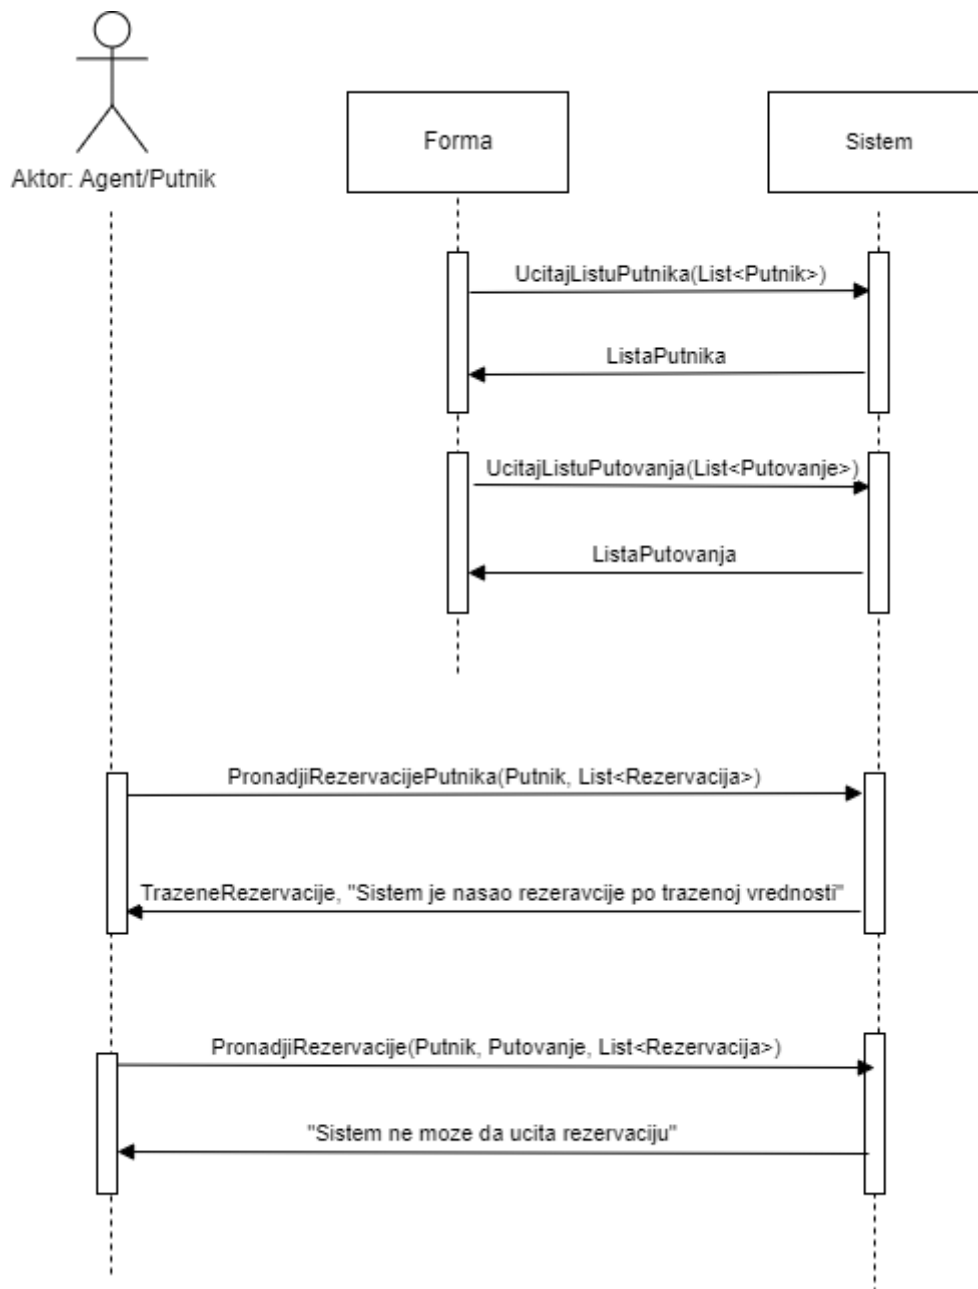 Aktor: Agent/Putnik
Forma
Sistem
UcitajListuPutnika(List<Putnik>)
ListaPutnika
UcitajListuPutovanja(List<Putovanje>)
ListaPutovanja
PronadjiRezervacijePutnika(Putnik, List<Rezervacija>)
TrazeneRezervacije, "Sistem je nasao rezeravcije po trazenoj vrednosti"
PronadjiRezervacije(Putnik, Putovanje, List<Rezervacija>)
"Sistem ne moze da ucita rezervaciju"